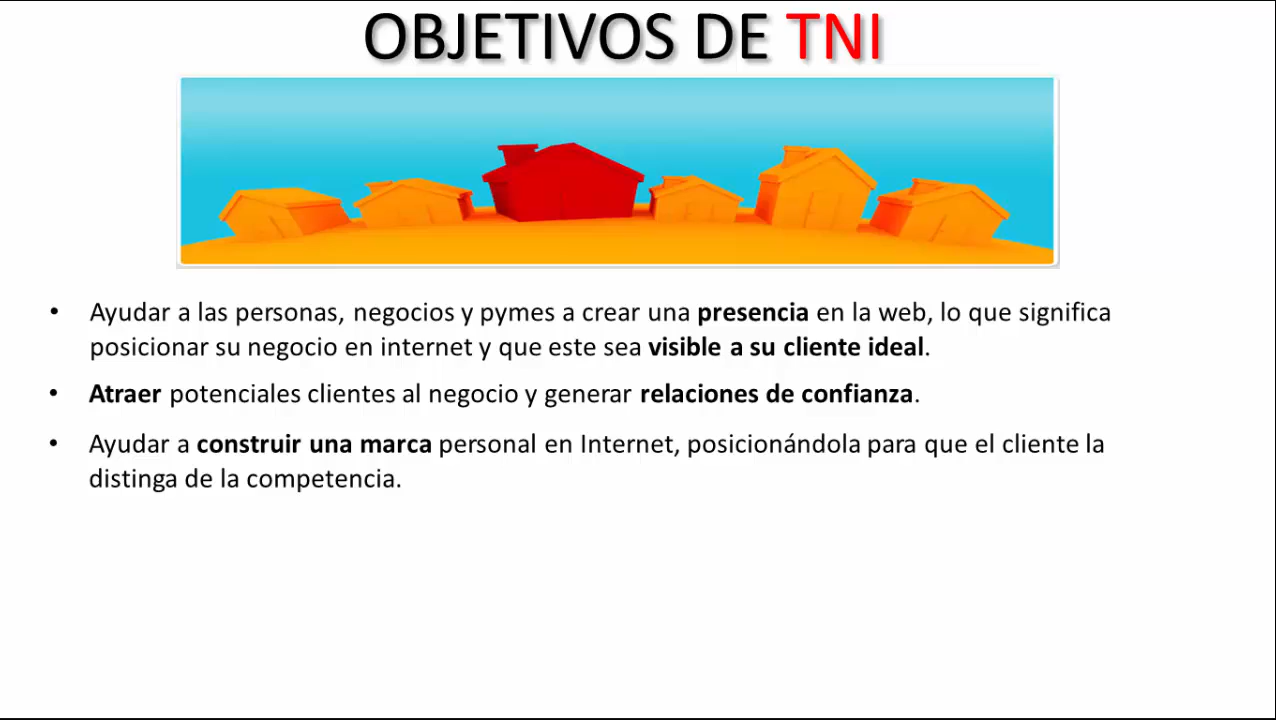 OBJETIVOS DE TNI
• Ayudar a las personas, negocios y pymes a crear una presencia en la web, lo que significa
posicionar su negocio en internet y que este sea visible a su cliente ideal.
• Atraer potenciales clientes al negocio y generar relaciones de confianza.
• Ayudar a construir una marca personal en Internet, posicionándola para que el cliente la
distinga de la competencia.